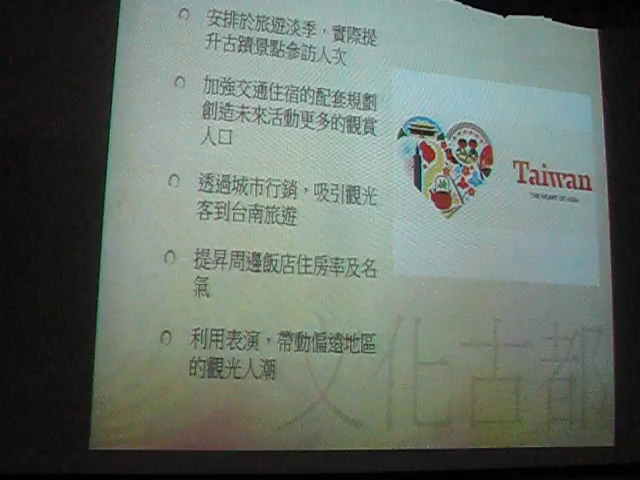 安排於旅遊淡季，實際提
升古蹟景點參訪人次
加強交通住宿的配套規劃
創造未來活動更多的觀賞
人口
透過城市行銷，吸引觀光
客到台南旅遊
提昇周邊飯店住房率及名
氣
利用表演，帶動偏遠地區
的觀光人潮
Taiwan
THE HEART OF ASIA
文化古都